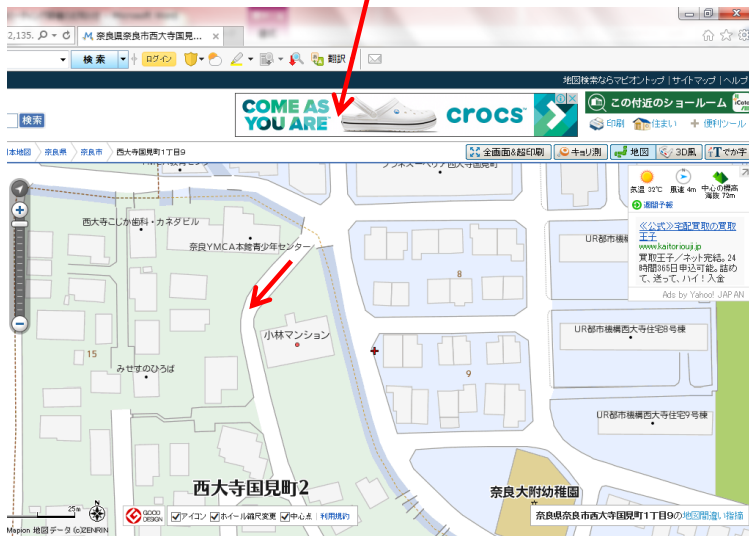 2,135.
奈良県奈良市西大寺国見...
検 索
ログイン
翻訳
地図検索ならマピオントップ | サイトマップ | ヘルプ
検索
COME AS
YOU ARE
crocs
この付近のショールーム
印刷
住まい
便利ツール
本地図
奈良県
奈良市
西大寺国見町1丁目9
全画面&超印刷
キョリ測
地図
3D風
でか字
西大寺こじか歯科・カネダビル
奈良YMCA本館青少年センター
小林マンション
みせすのひろば
15
8
9
UR都市機
UR都市機構西大寺住宅8号棟
UR都市機構西大寺住宅9号棟
気温 32℃
風速 4m
中心の標高
海抜 72m
週間予報
≪公式≫宅配買取の買取
王子
www.kaitoriouji.jp
買取王子/ネット完結。24
時間365日申込可能。詰め
て、送って、ハイ!入金
Ads by Yahoo! JAPAN
西大寺国見町2
奈良大附幼稚園
25m
N
GOOD
DESIGN
アイコン
ホイール縮尺変更
中心点
利用規約
奈良県奈良市西大寺国見町1丁目9の地図間違い指摘
Mapion 地図データ (c)ZENRIN